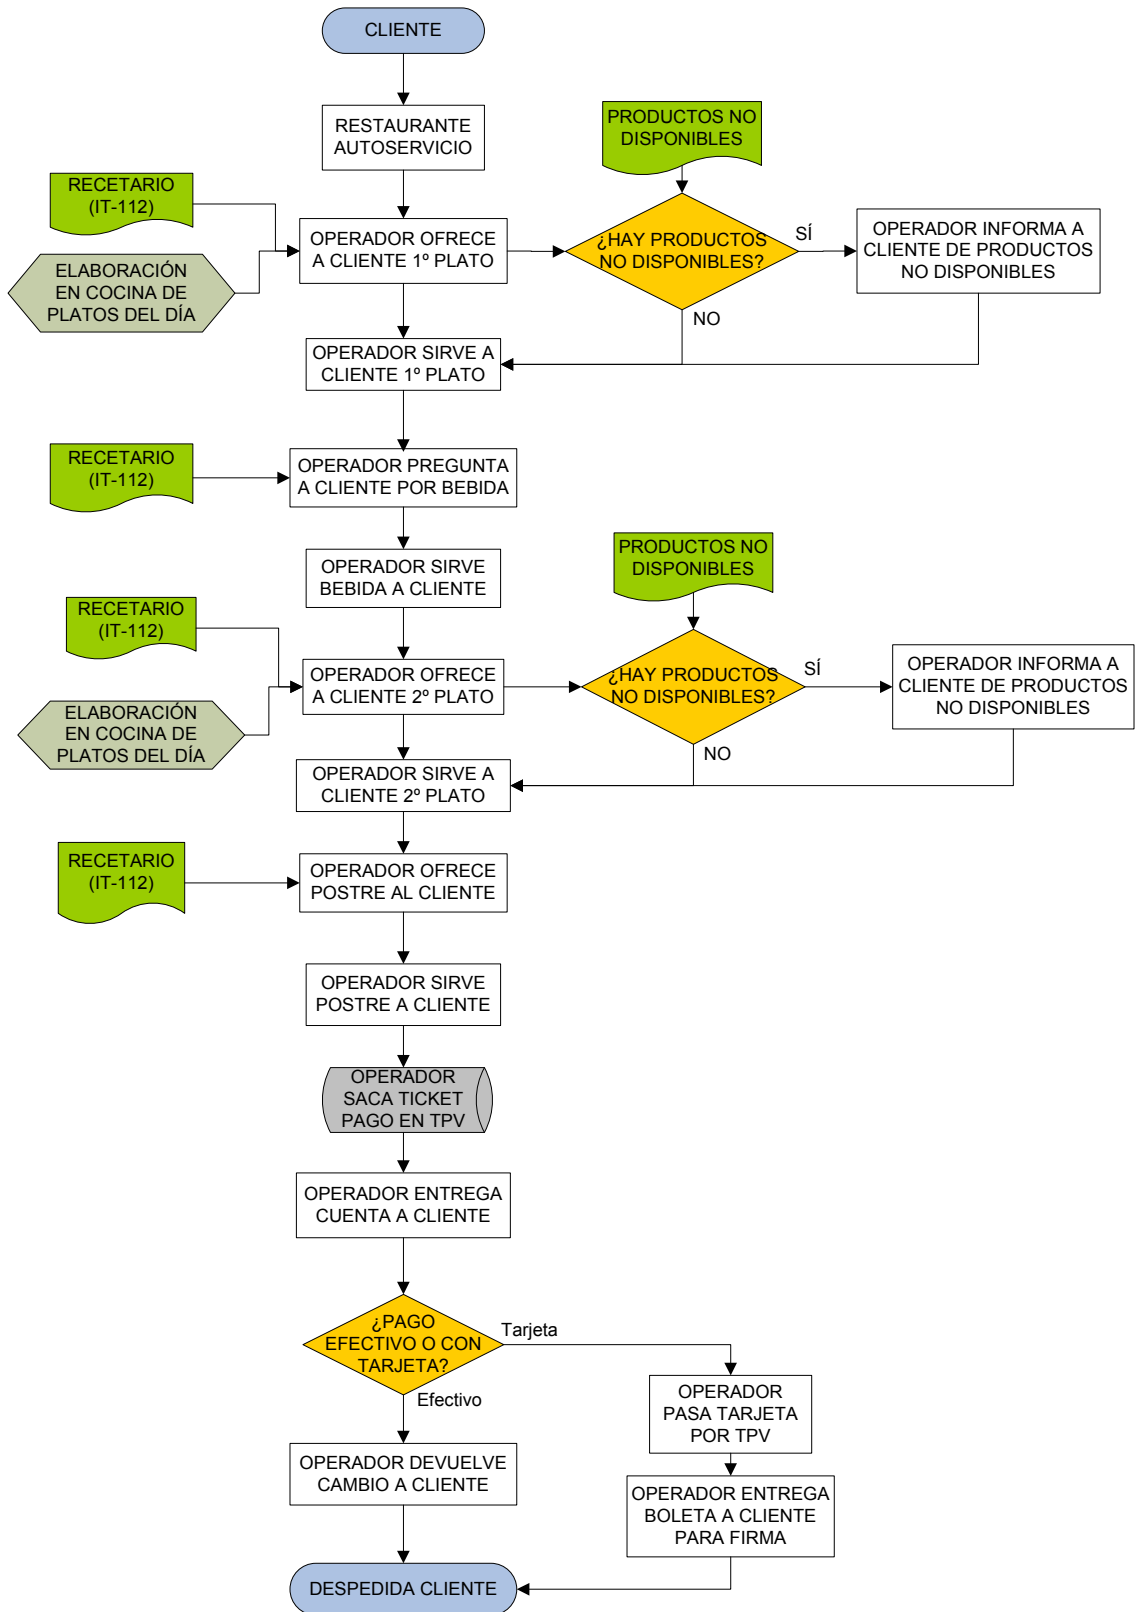 CLIENTE
RESTAURANTE
AUTOSERVICIO
PRODUCTOS NO
DISPONIBLES
RECETARIO
(IT-112)
OPERADOR OFRECE
A CLIENTE 1º PLATO
¿HAY PRODUCTOS
NO DISPONIBLES?
SÍ
OPERADOR INFORMA A
CLIENTE DE PRODUCTOS
NO DISPONIBLES
ELABORACIÓN
EN COCINA DE
PLATOS DEL DÍA
NO
OPERADOR SIRVE A
CLIENTE 1º PLATO
RECETARIO
(IT-112)
OPERADOR PREGUNTA
A CLIENTE POR BEBIDA
OPERADOR SIRVE
BEBIDA A CLIENTE
PRODUCTOS NO
DISPONIBLES
RECETARIO
(IT-112)
OPERADOR OFRECE
A CLIENTE 2º PLATO
¿HAY PRODUCTOS
NO DISPONIBLES?
SÍ
OPERADOR INFORMA A
CLIENTE DE PRODUCTOS
NO DISPONIBLES
ELABORACIÓN
EN COCINA DE
PLATOS DEL DÍA
NO
OPERADOR SIRVE A
CLIENTE 2º PLATO
RECETARIO
(IT-112)
OPERADOR OFRECE
POSTRE AL CLIENTE
OPERADOR SIRVE
POSTRE A CLIENTE
OPERADOR
SACA TICKET
PAGO EN TPV
OPERADOR ENTREGA
CUENTA A CLIENTE
¿PAGO
EFECTIVO O CON
TARJETA?
Tarjeta
Efectivo
OPERADOR
PASA TARJETA
POR TPV
OPERADOR DEVUELVE
CAMBIO A CLIENTE
OPERADOR ENTREGA
BOLETA A CLIENTE
PARA FIRMA
DESPEDIDA CLIENTE